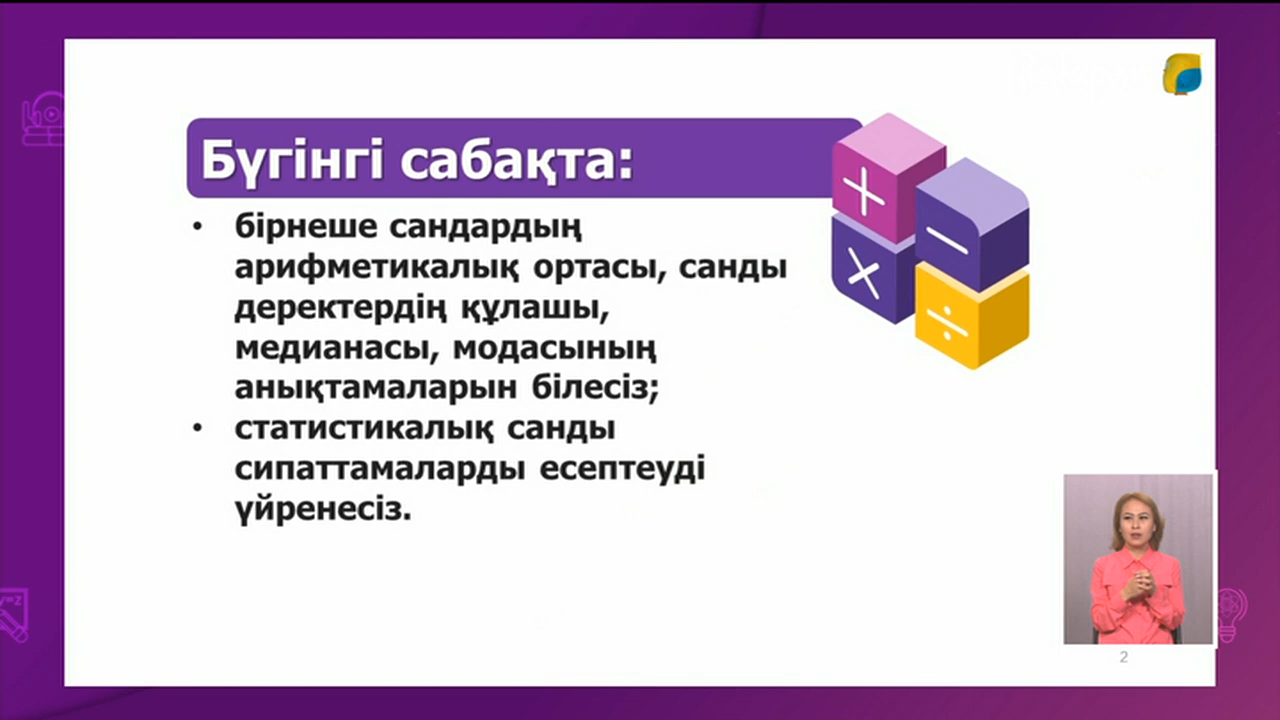 Бүгінгі сабақта:
• бірнеше сандардың
арифметикалық ортасы, санды
деректердің құлашы,
медианасы, модасының
анықтамаларын білесіз;
• статистикалық санды
сипаттамаларды есептеуді
үйренесіз.
2